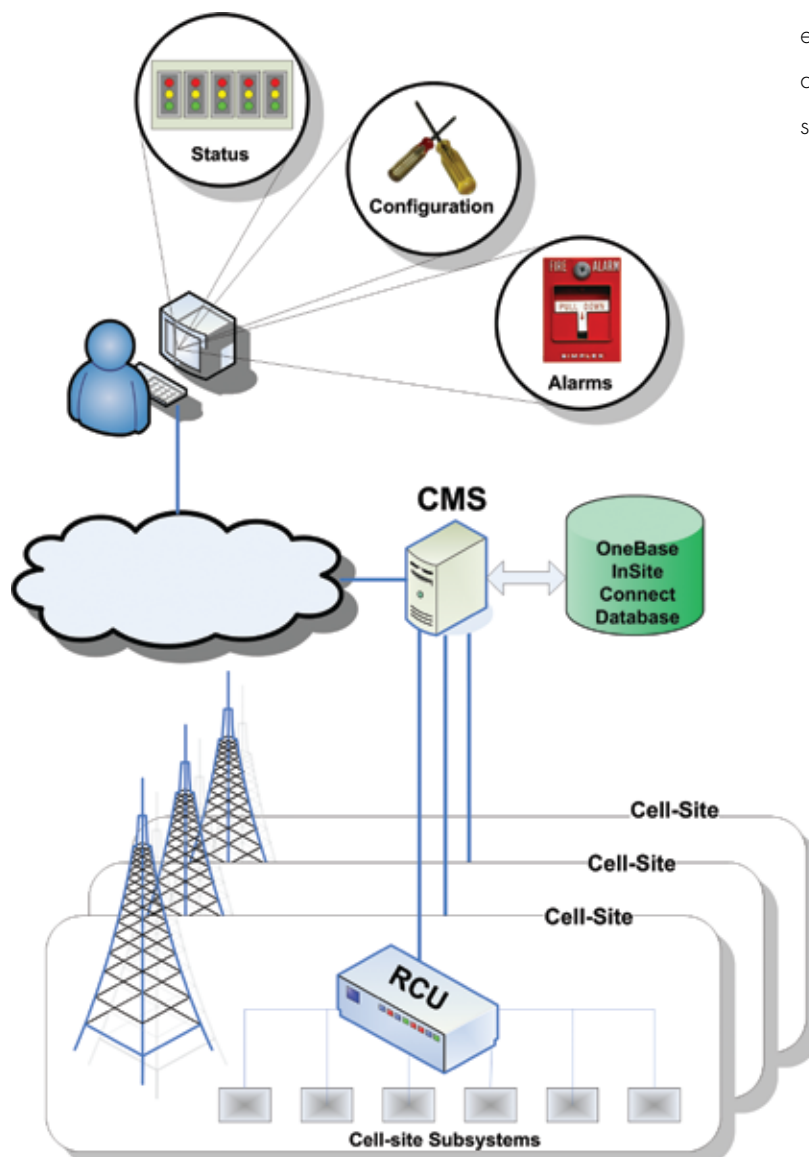 Status
Configuration
FIRE ALARM
PULL DOWN
SIMPLEX
Alarms
CMS
OneBase
InSite
Connect
Database
Cell-Site
Cell-Site
Cell-Site
RCU
Cell-site Subsystems